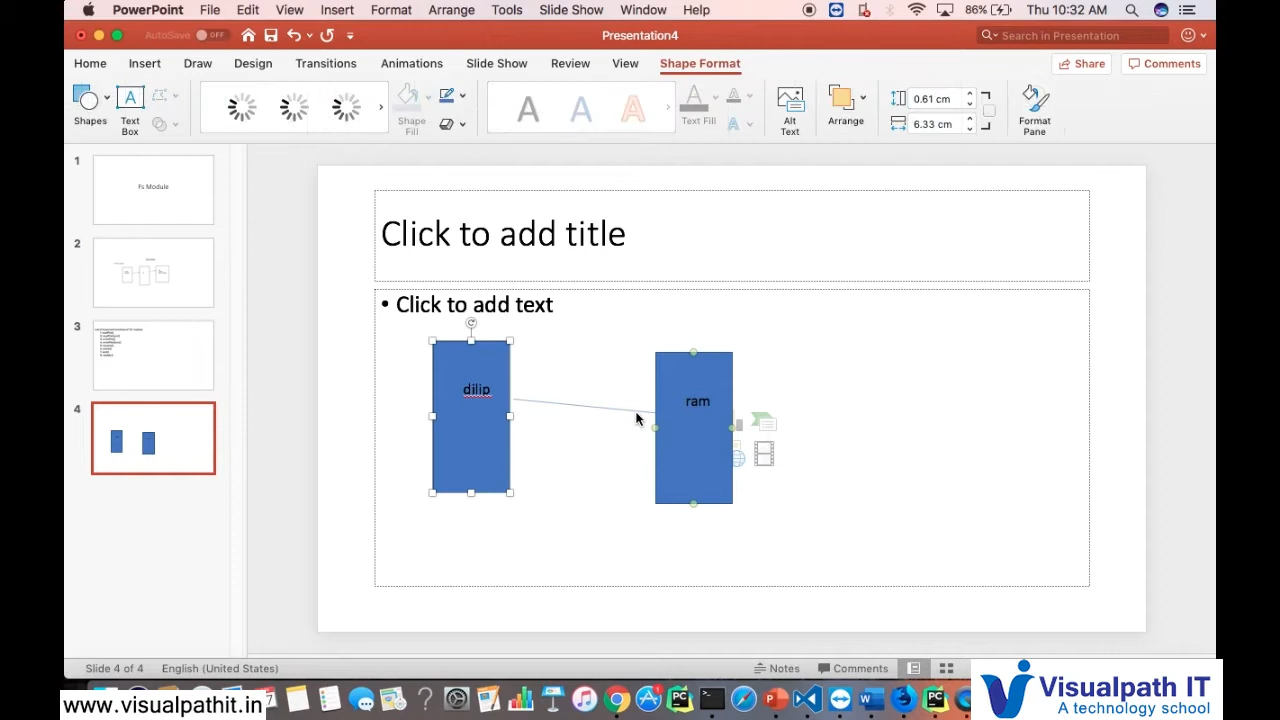 PowerPoint File Edit View Insert Format Arrange Tools Slide Show Window Help 86% Thu 10:32 AM
AutoSave OFF Presentation4 Search in Presentation
Home Insert Draw Design Transitions Animations Slide Show Review View Shape Format Share Comments
Shapes
Text Box
Shape Fill
Text Fill
Alt Text
Arrange
0.61 cm
6.33 cm
Format Pane
1
Fs Module
2
3
4
Click to add title
• Click to add text
dilip
ram
Slide 4 of 4 English (United States) Notes Comments
www.visualpathit.in
Visualpath IT
A technology school